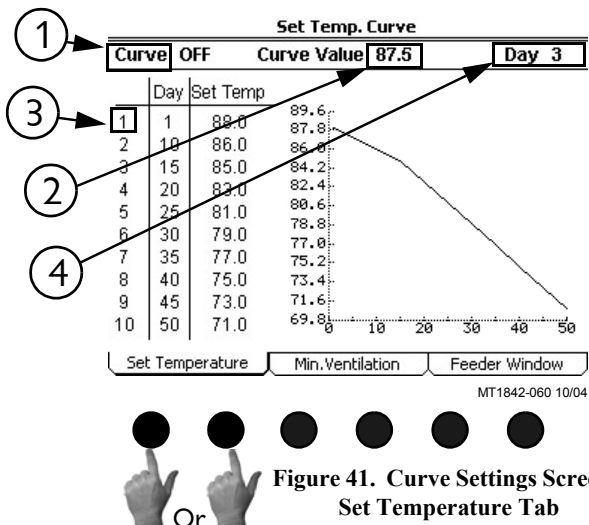 Set Temp. Curve
1
Curve OFF Curve Value 87.5 Day 3
Day Set Temp
3
1 1 88.0
2 10 86.0
3 15 85.0
4 20 83.0
5 25 81.0
6 30 79.0
7 35 77.0
8 40 75.0
9 45 73.0
10 50 71.0
2
4
89.6
87.8
86.0
84.2
82.4
80.6
78.8
77.0
75.2
73.4
71.6
69.8
0 10 20 30 40 50
Set Temperature Min.Ventilation Feeder Window
MT1842-060 10/04
Or
Figure 41. Curve Settings Scre
Set Temperature Tab